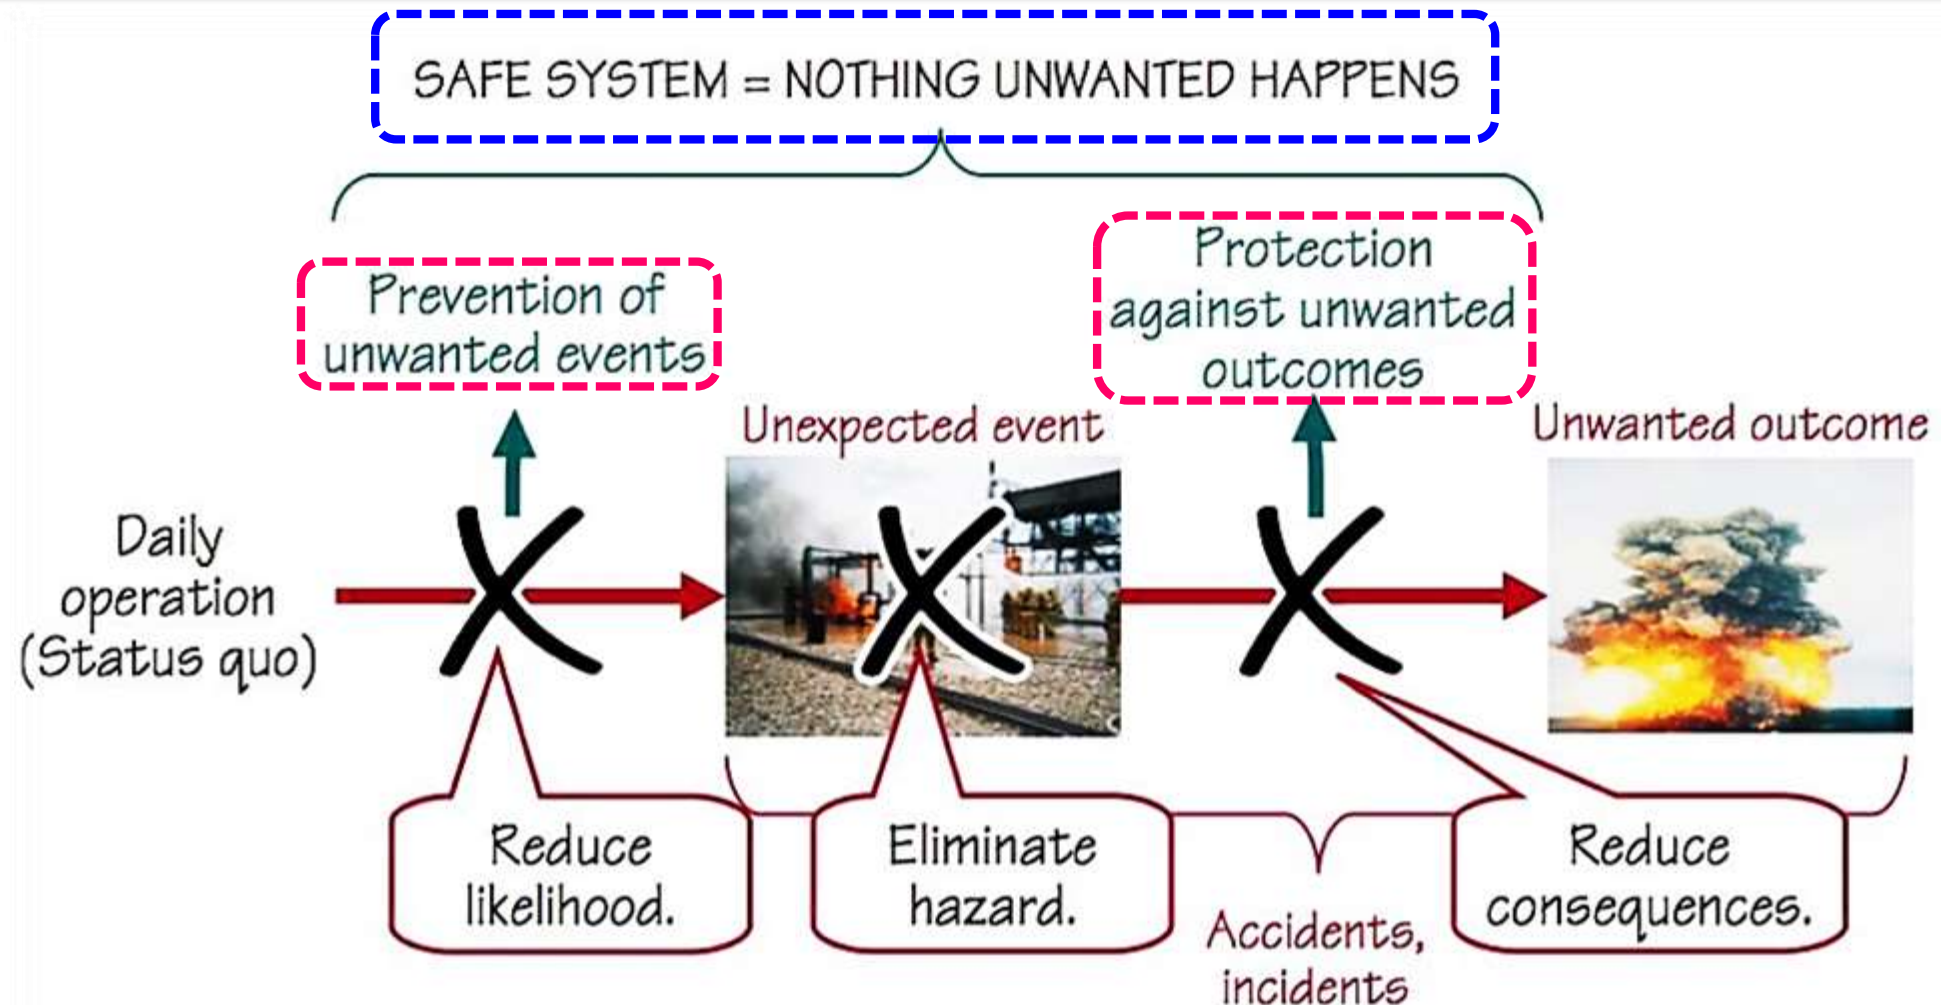 SAFE SYSTEM = NOTHING UNWANTED HAPPENS
Prevention of
unwanted events
Protection
against unwanted
outcomes
Unexpected event
Unwanted outcome
Daily
operation
(Status quo)
Reduce
likelihood.
Eliminate
hazard.
Accidents,
incidents
Reduce
consequences.